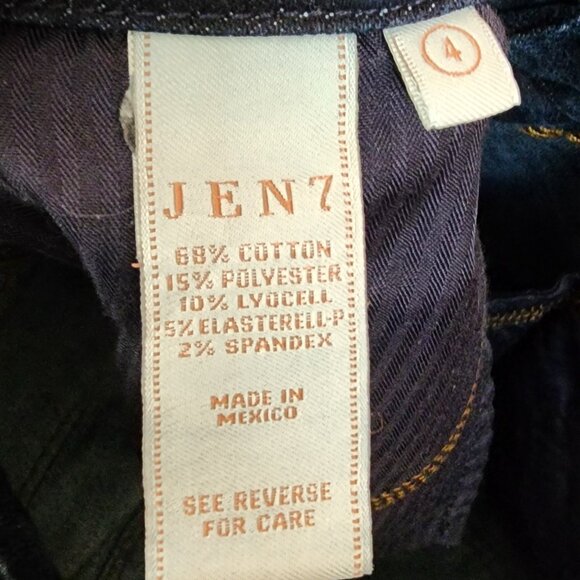 4
JEN7
68% COTTON
15% POLYESTER
10% LYOCELL
5% ELASTERELL-P
2% SPANDEX
MADE IN
MEXICO
SEE REVERSE
FOR CARE